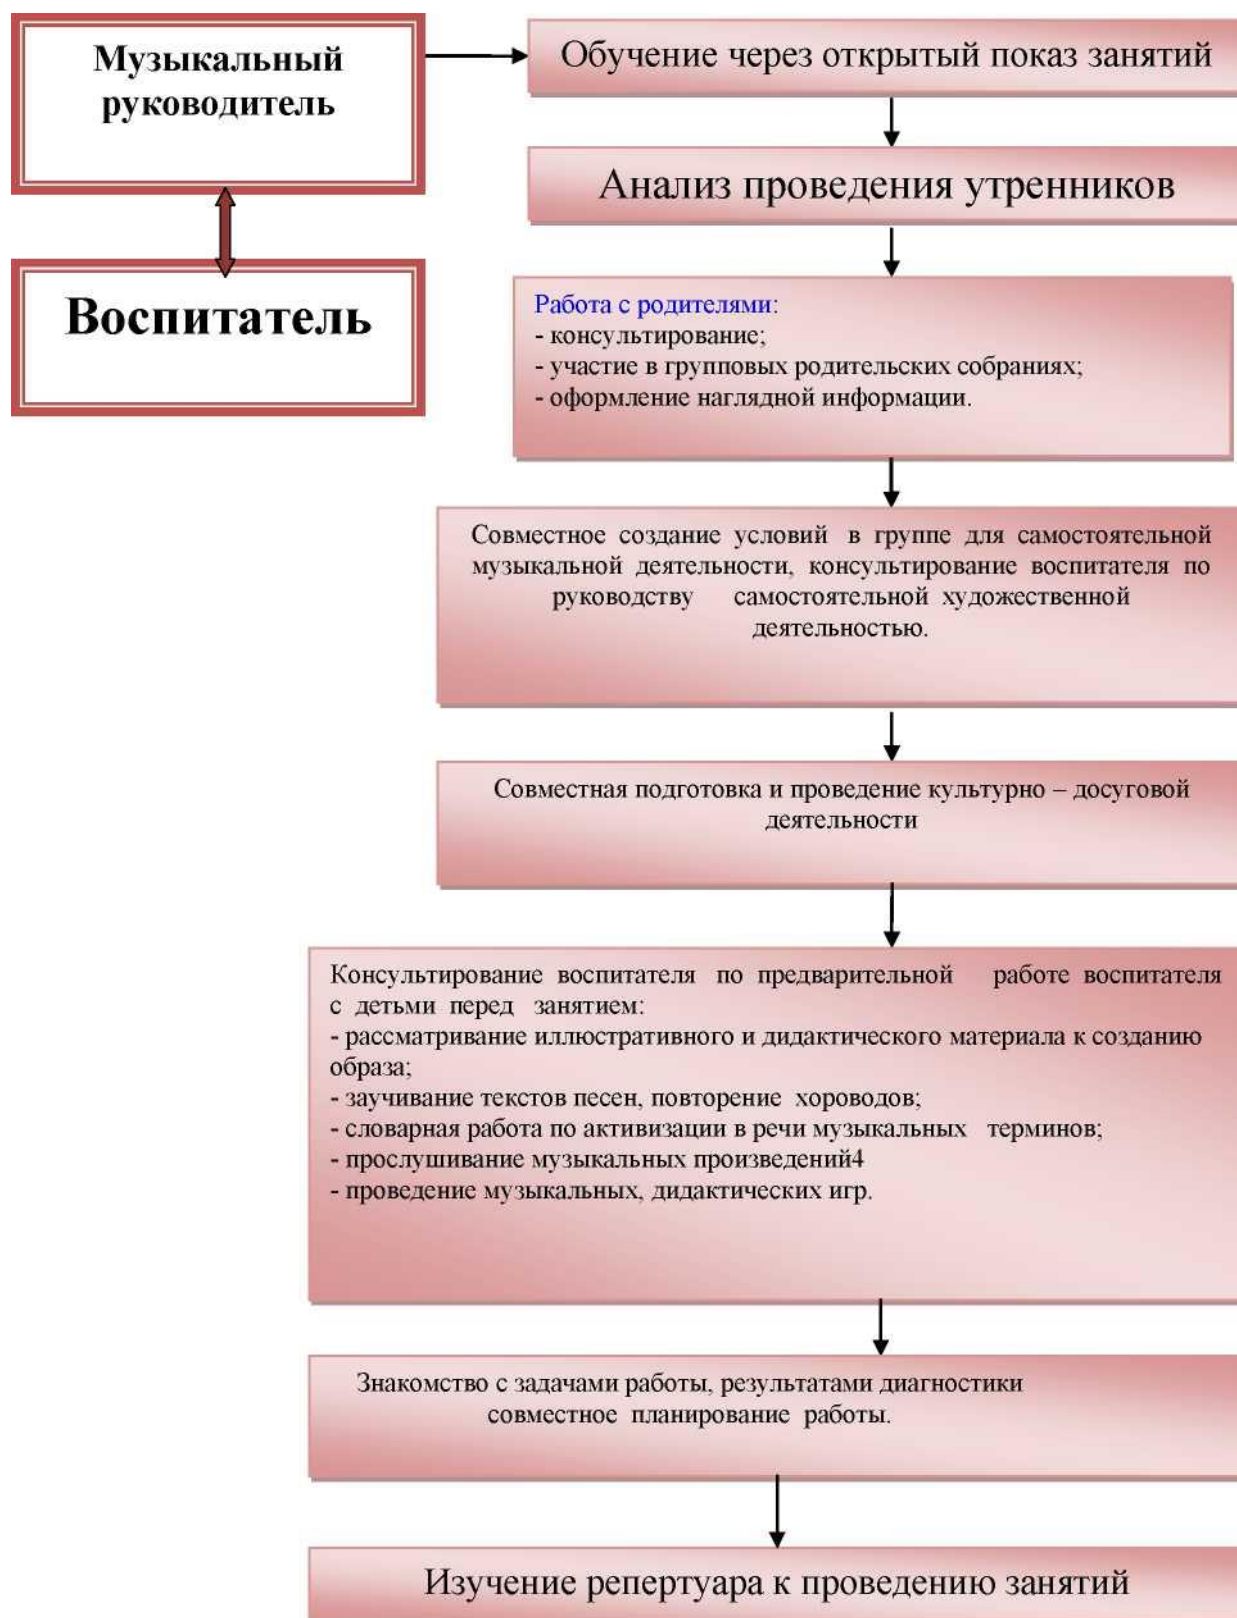 Музыкальный
руководитель
Воспитатель
Обучение через открытый показ занятий
Анализ проведения утренников
Работа с родителями:
- консультирование;
- участие в групповых родительских собраниях;
- оформление наглядной информации.
Совместное создание условий в группе для самостоятельной
музыкальной деятельности, консультирование воспитателя по
руководству самостоятельной художественной
деятельностью.
Совместная подготовка и проведение культурно – досуговой
деятельности
Консультирование воспитателя по предварительной работе воспитателя
с детьми перед занятием:
- рассматривание иллюстративного и дидактического материала к созданию
образа;
- заучивание текстов песен, повторение хороводов;
- словарная работа по активизации в речи музыкальных терминов;
- прослушивание музыкальных произведений4
- проведение музыкальных, дидактических игр.
Знакомство с задачами работы, результатами диагностики
совместное планирование работы.
Изучение репертуара к проведению занятий